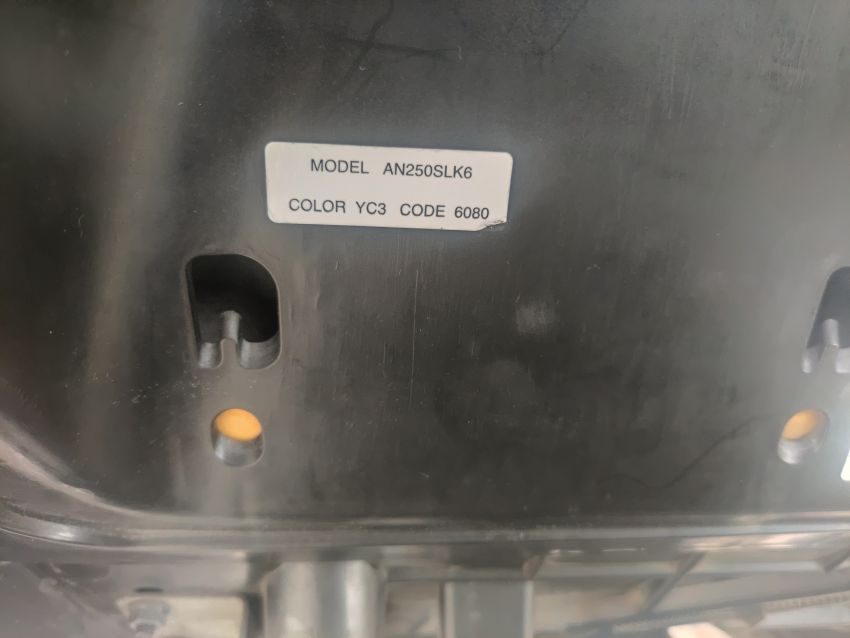 MODEL AN250SLK6
COLOR YC3 CODE 6080